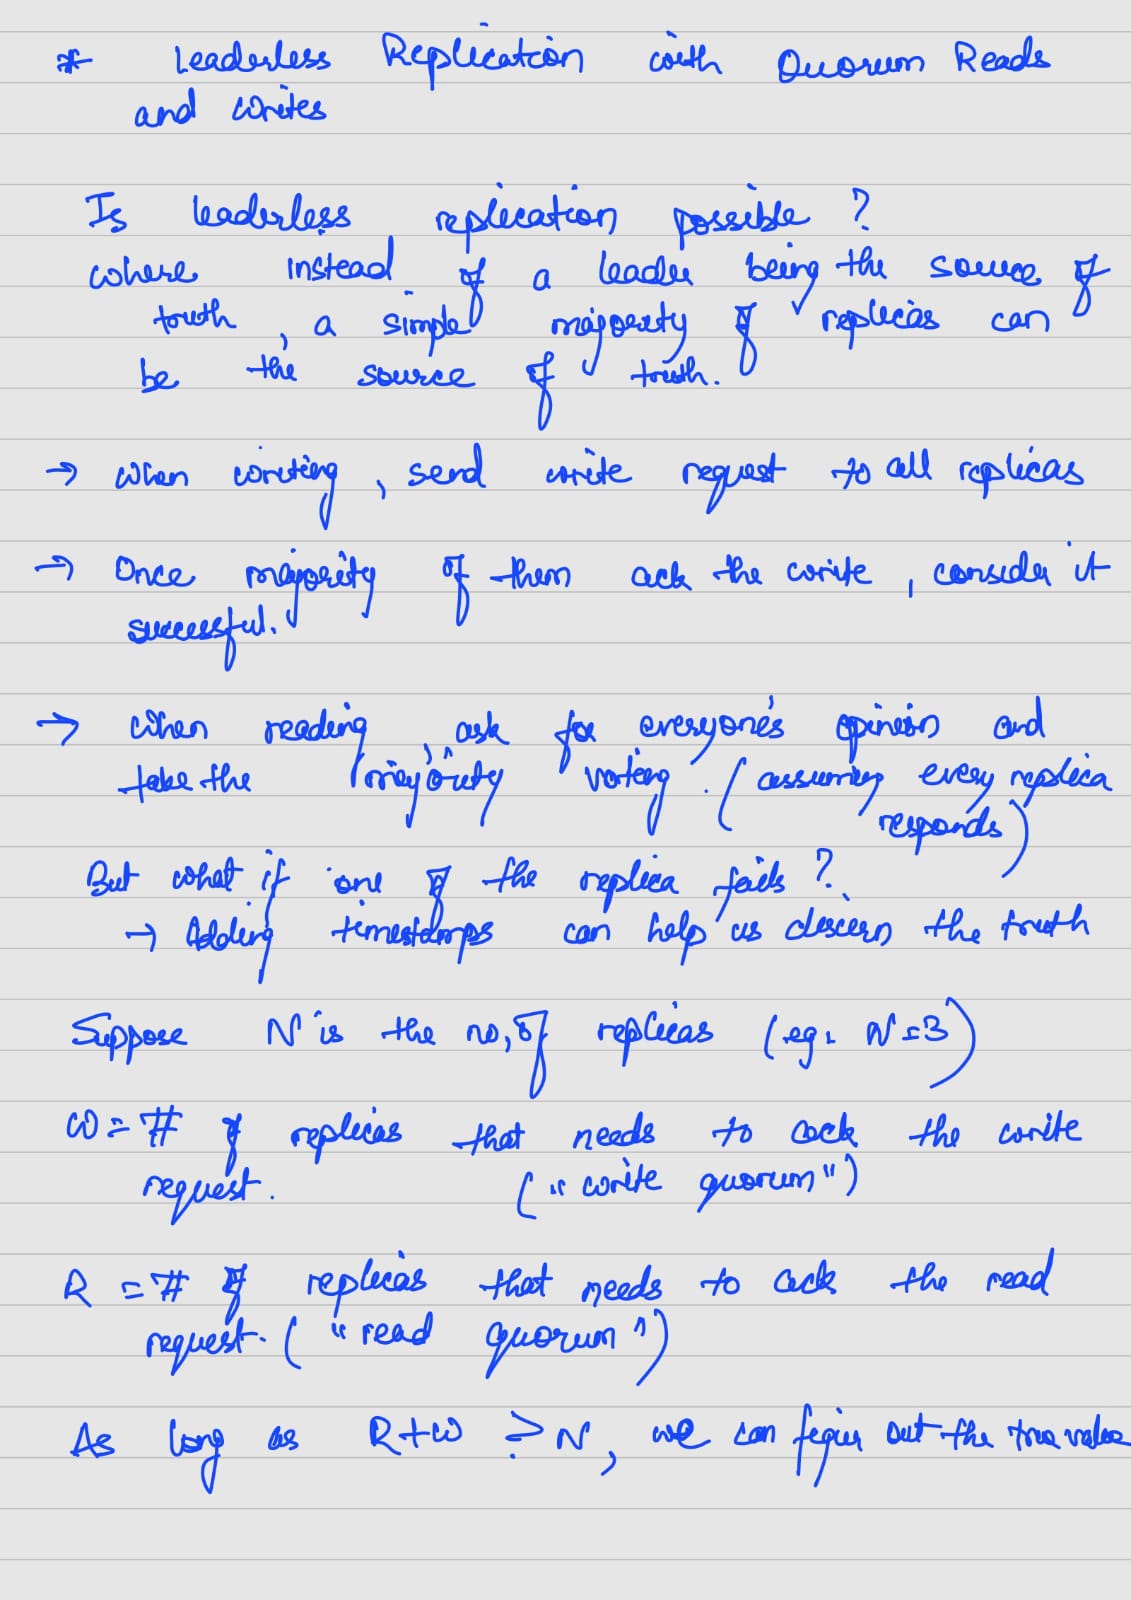 * Leaderless Replication with Quorum Reads
and writes
Is leaderless replication possible ?
where instead of a leader being the source of
truth , a simple majority of replicas can
be the source of truth.
→ when writing , send write request to all replicas
→ Once majority of them ack the write , consider it
successful.
→ When reading , ask for everyone's opinion and
take the majority voting . ( assuming every replica
responds )
But what if one of the replica fails ?
→ Adding timestamps can help us discern the truth
Suppose N is the no, of replicas ( eg. N = 3 )
W = # of replicas that needs to ack the write
request. ( " write quorum " )
R = # of replicas that needs to ack the read
request. ( " read quorum " )
As long as R + W > N , we can figure out the true value